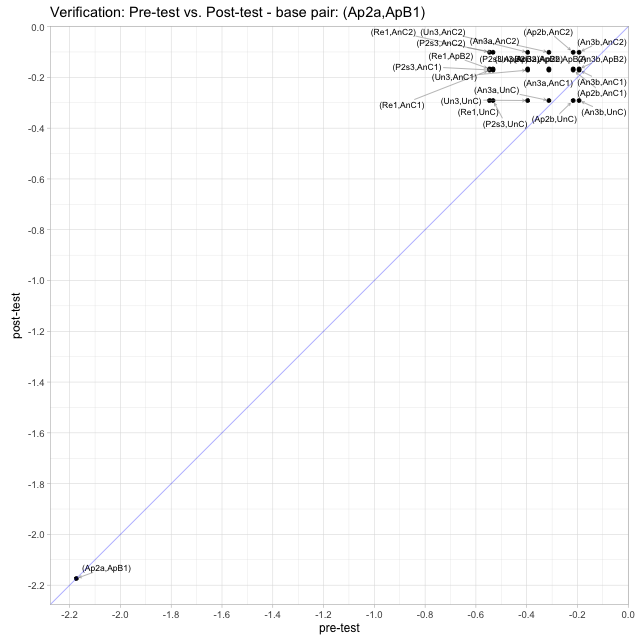 Verification: Pre-test vs. Post-test - base pair: (Ap2a,ApB1)
0.0
(Re1,AnC2)
(Un3,AnC2)
(Ap2b,AnC2)
(P2s3,AnC2)
(An3a,AnC2)
(An3b,AnC2)
(Re1,ApB2)
(An3b,ApB2)
(P2s3,AnC1)
-0.2
(Un3,AnC1)
(An3a,AnC1)
(An3b,AnC1)
(An3a,UnC)
(Ap2b,AnC1)
(Re1,AnC1)
(Un3,UnC)
(Re1,UnC)
(An3b,UnC)
(P2s3,UnC)
(Ap2b,UnC)
-0.4
-0.6
-0.8
-1.0
-1.2
-1.4
-1.6
-1.8
-2.0
-2.2
post-test
(Ap2a,ApB1)
-2.2
-2.0
-1.8
-1.6
-1.4
-1.2
-1.0
-0.8
-0.6
-0.4
-0.2
0.0
pre-test